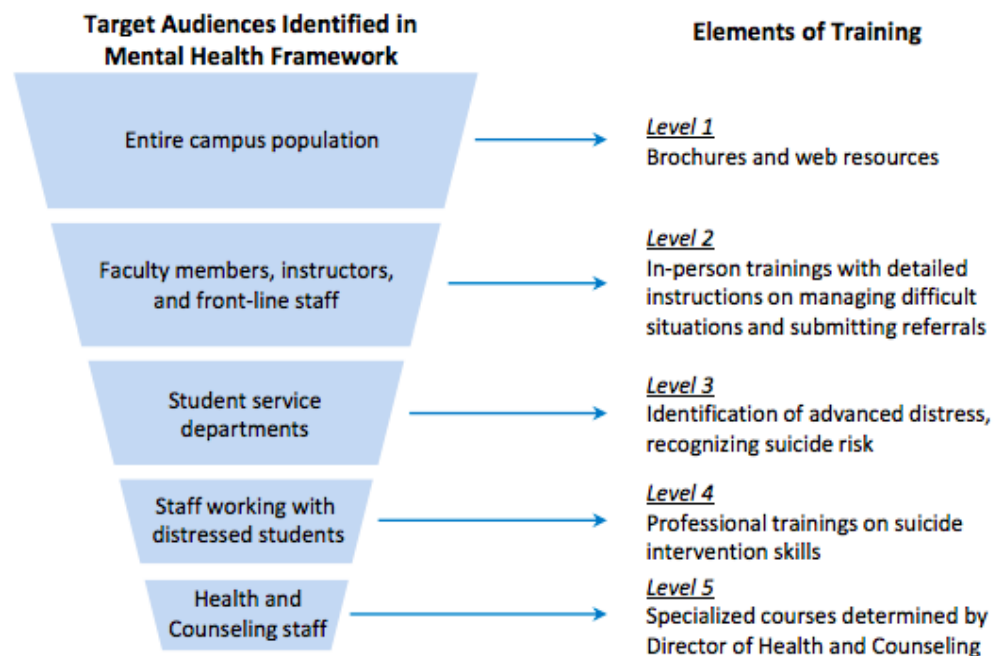 Target Audiences Identified in
Mental Health Framework
Elements of Training
Entire campus population
Level 1
Brochures and web resources
Faculty members, instructors,
and front-line staff
Level 2
In-person trainings with detailed
instructions on managing difficult
situations and submitting referrals
Student service
departments
Level 3
Identification of advanced distress,
recognizing suicide risk
Staff working with
distressed students
Level 4
Professional trainings on suicide
intervention skills
Health and
Counseling staff
Level 5
Specialized courses determined by
Director of Health and Counseling